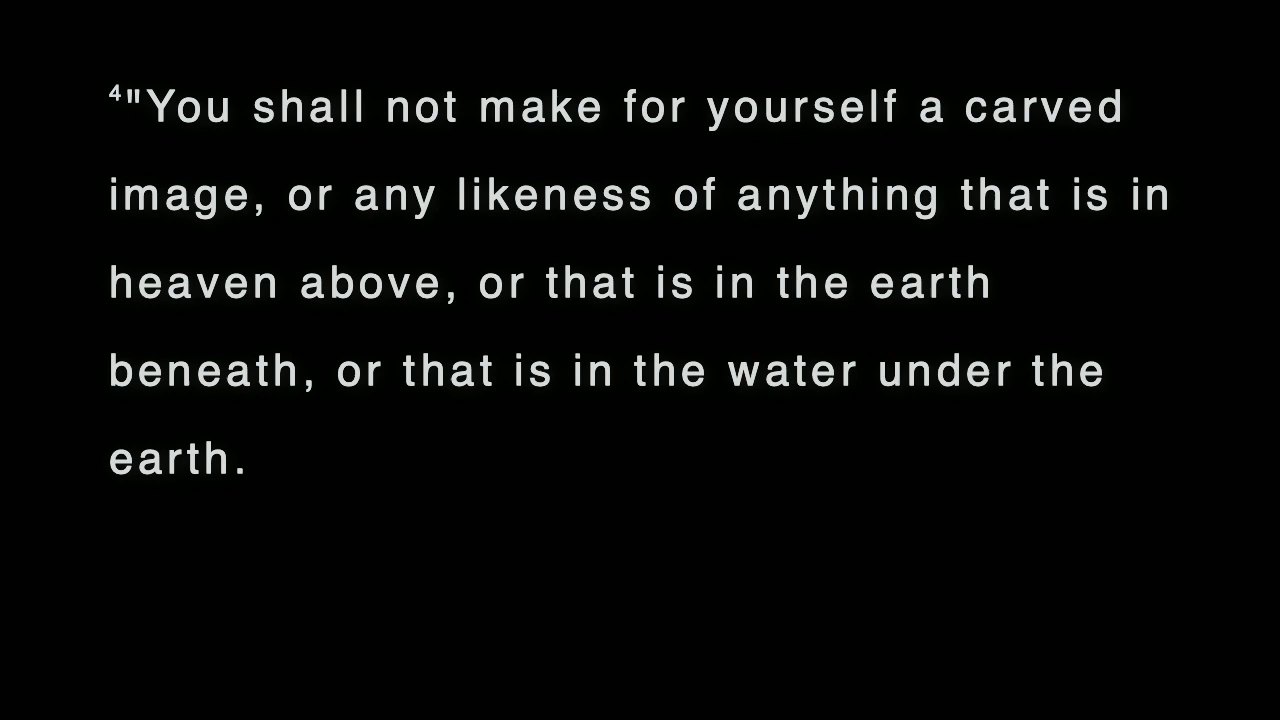 ⁴"You shall not make for yourself a carved
image, or any likeness of anything that is in
heaven above, or that is in the earth
beneath, or that is in the water under the
earth.